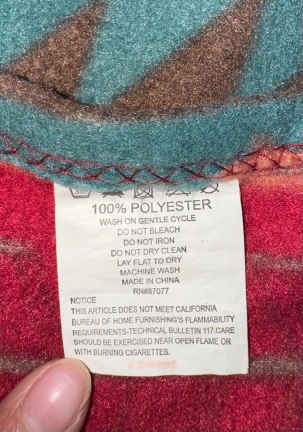 100% POLYESTER
WASH ON GENTLE CYCLE
DO NOT BLEACH
DO NOT IRON
DO NOT DRY CLEAN
LAY FLAT TO DRY
MACHINE WASH
MADE IN CHINA
RN#87077
NOTICE
THIS ARTICLE DOES NOT MEET CALIFORNIA
BUREAU OF HOME FURNISHING'S FLAMMABILITY
REQUIREMENTS-TECHNICAL BULLETIN 117.CARE
SHOULD BE EXERCISED NEAR OPEN FLAME OR
WITH BURNING CIGARETTES.